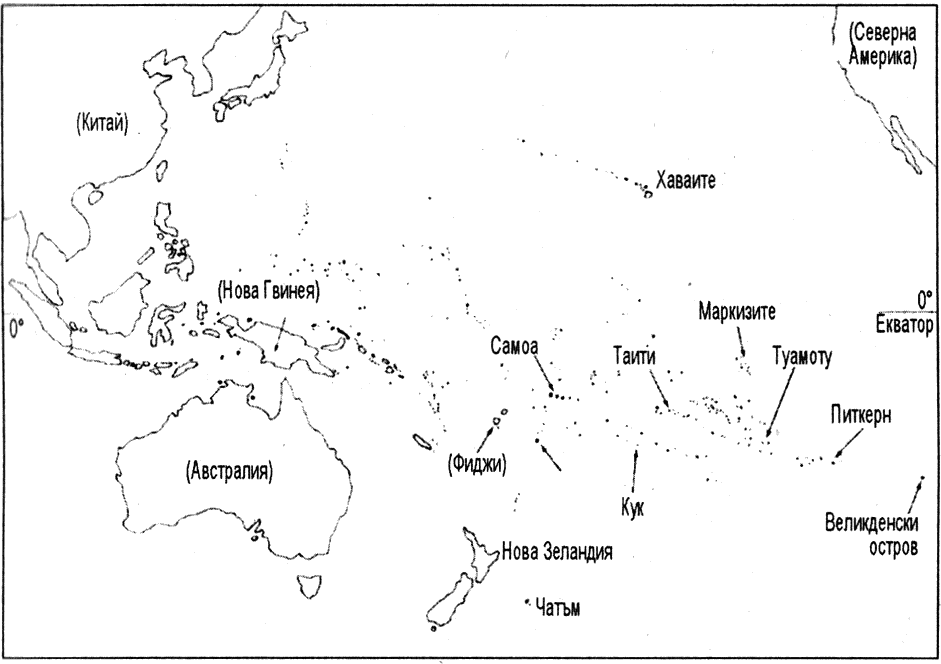 (Северна
Америка)
(Китай)
Хаваите
(Нова Гвинея)
0°
0°
Екватор
Маркизите
Самоа
Таити
Туамоту
Питкерн
(Австралия)
(Фиджи)
Кук
Великденски
остров
Нова Зеландия
Чатъм